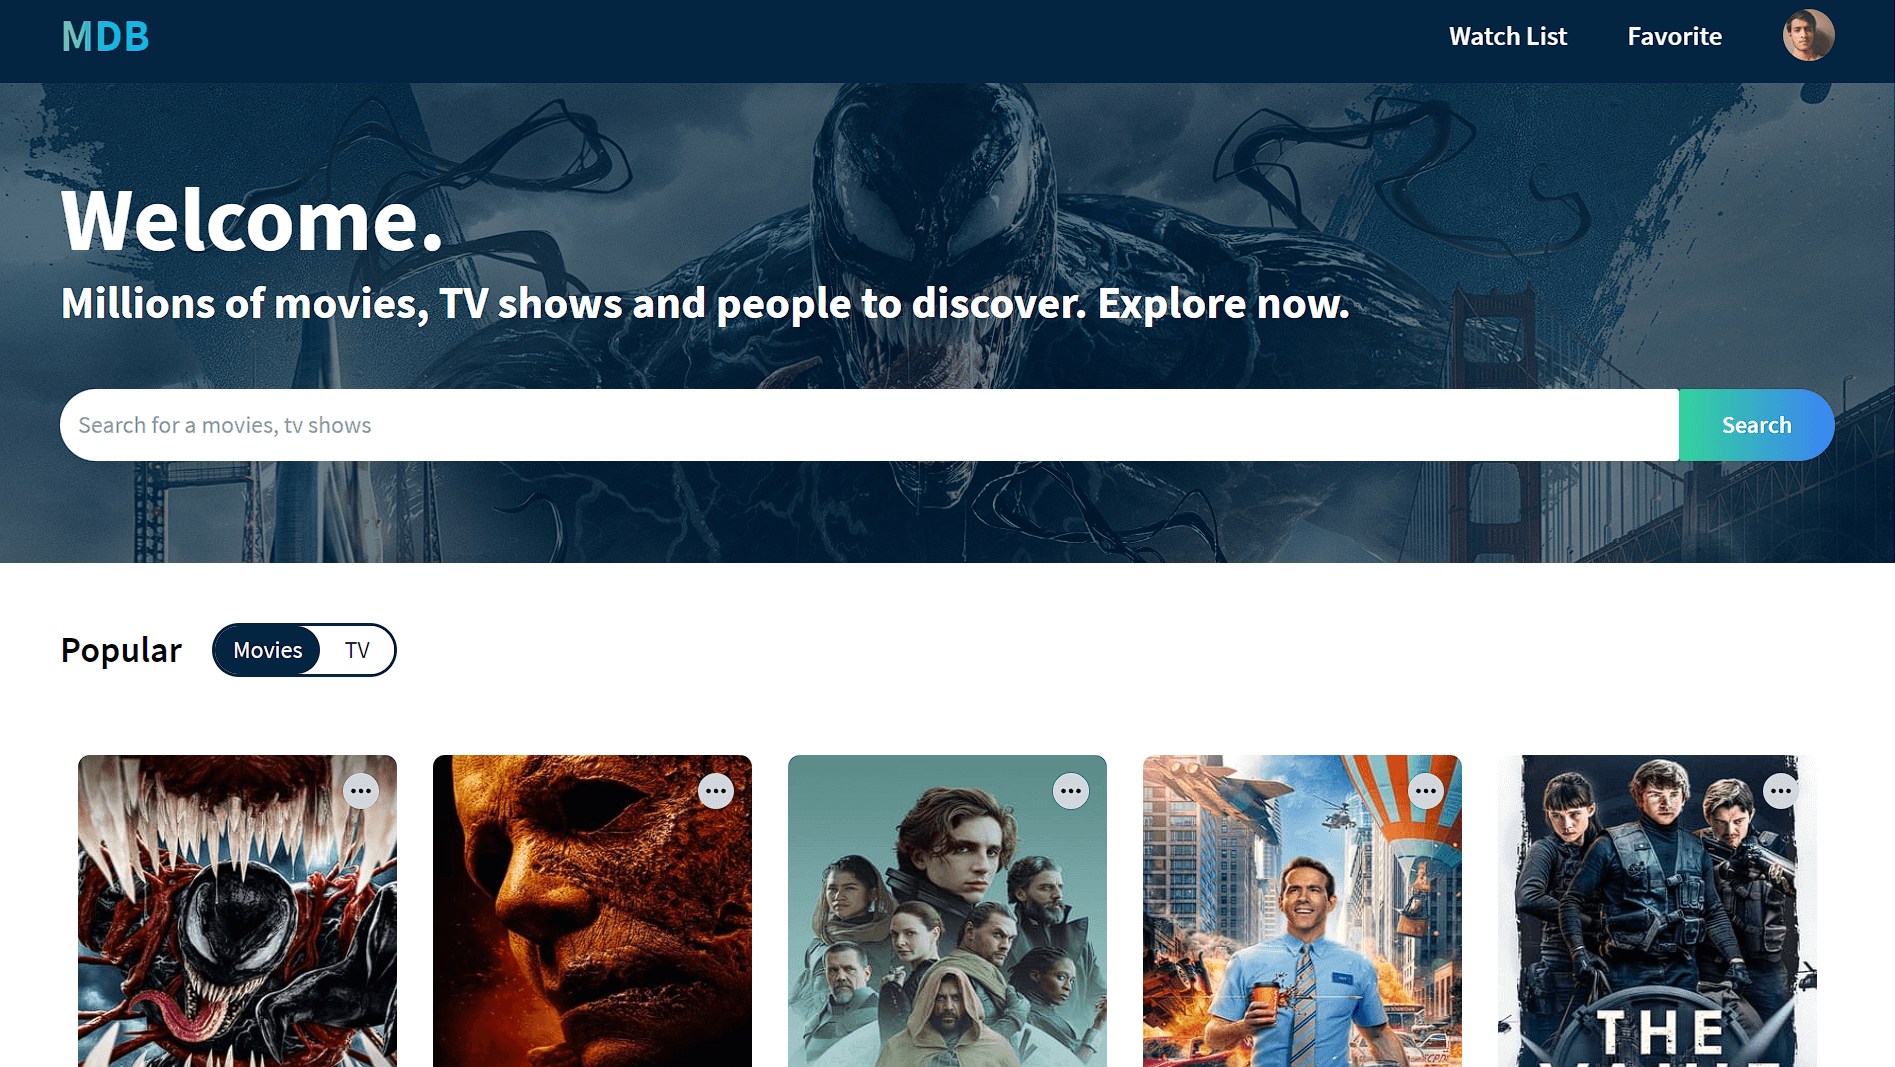 MDB
Watch List
Favorite
Welcome.
Millions of movies, TV shows and people to discover. Explore now.
Search for a movies, tv shows
Search
Popular
Movies
TV
THE